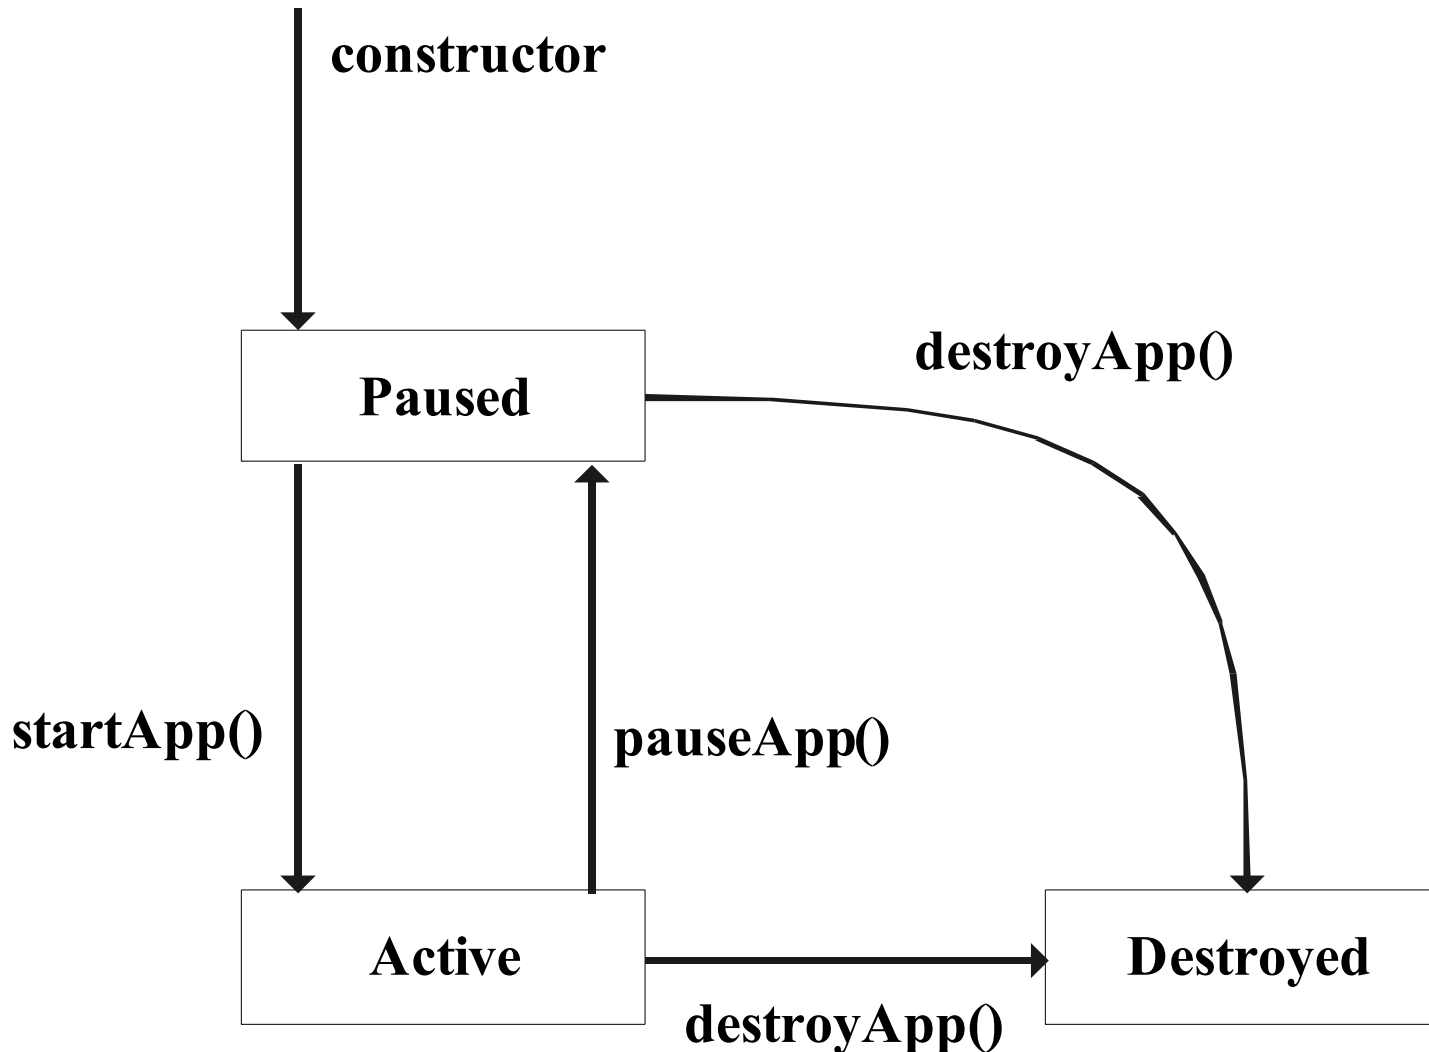 constructor
destroyApp()
Paused
startApp()
pauseApp()
Active
Destroyed
destroyApp()